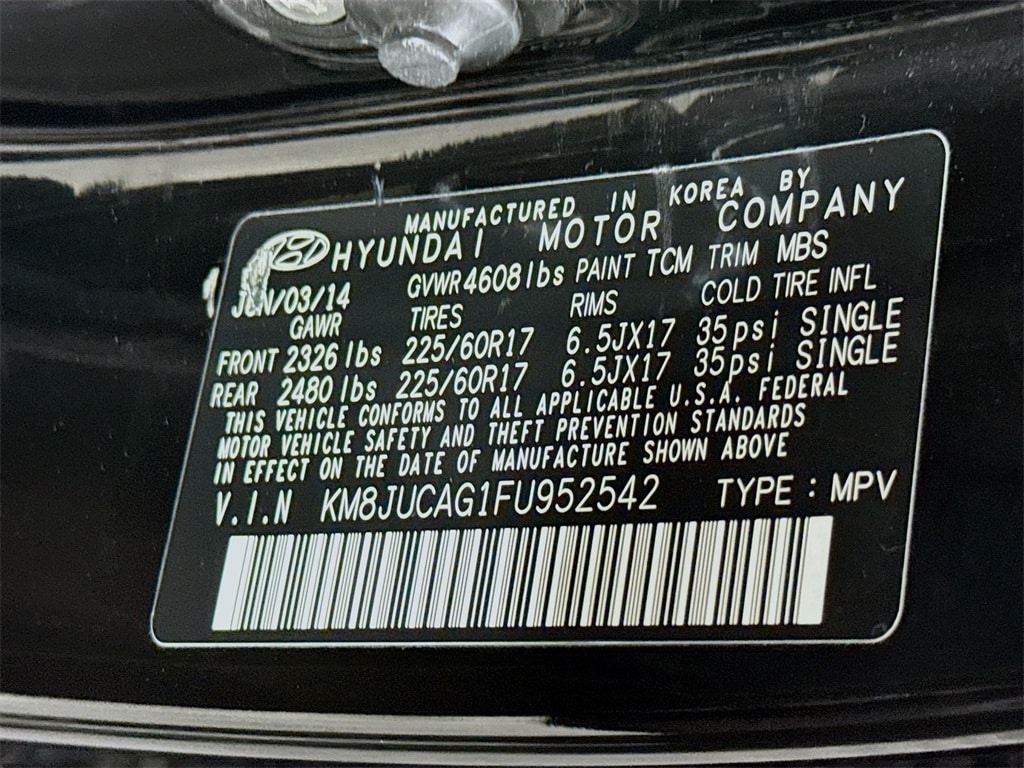 MANUFACTURED IN KOREA BY
HYUNDAI MOTOR COMPANY
JUN/03/14 GVWR 4608 lbs PAINT TCM TRIM MBS
GAWR TIRES RIMS COLD TIRE INFL
FRONT 2326 lbs 225/60R17 6.5JX17 35psi SINGLE
REAR 2480 lbs 225/60R17 6.5JX17 35psi SINGLE
THIS VEHICLE CONFORMS TO ALL APPLICABLE U.S.A. FEDERAL
MOTOR VEHICLE SAFETY AND THEFT PREVENTION STANDARDS
IN EFFECT ON THE DATE OF MANUFACTURE SHOWN ABOVE
V.I.N KM8JUCAG1FU952542 TYPE : MPV